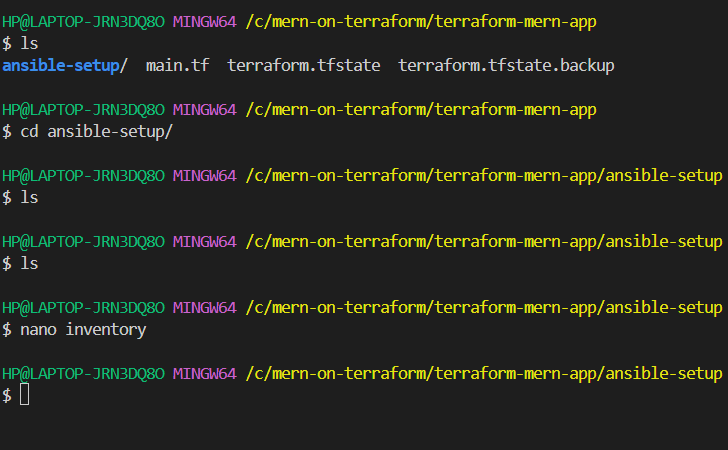 HP@LAPTOP-JRN3DQ8O MINGW64 /c/mern-on-terraform/terraform-mern-app
$ ls
ansible-setup/  main.tf  terraform.tfstate  terraform.tfstate.backup
HP@LAPTOP-JRN3DQ8O MINGW64 /c/mern-on-terraform/terraform-mern-app
$ cd ansible-setup/
HP@LAPTOP-JRN3DQ8O MINGW64 /c/mern-on-terraform/terraform-mern-app/ansible-setup
$ ls
HP@LAPTOP-JRN3DQ8O MINGW64 /c/mern-on-terraform/terraform-mern-app/ansible-setup
$ ls
HP@LAPTOP-JRN3DQ8O MINGW64 /c/mern-on-terraform/terraform-mern-app/ansible-setup
$ nano inventory
HP@LAPTOP-JRN3DQ8O MINGW64 /c/mern-on-terraform/terraform-mern-app/ansible-setup
$